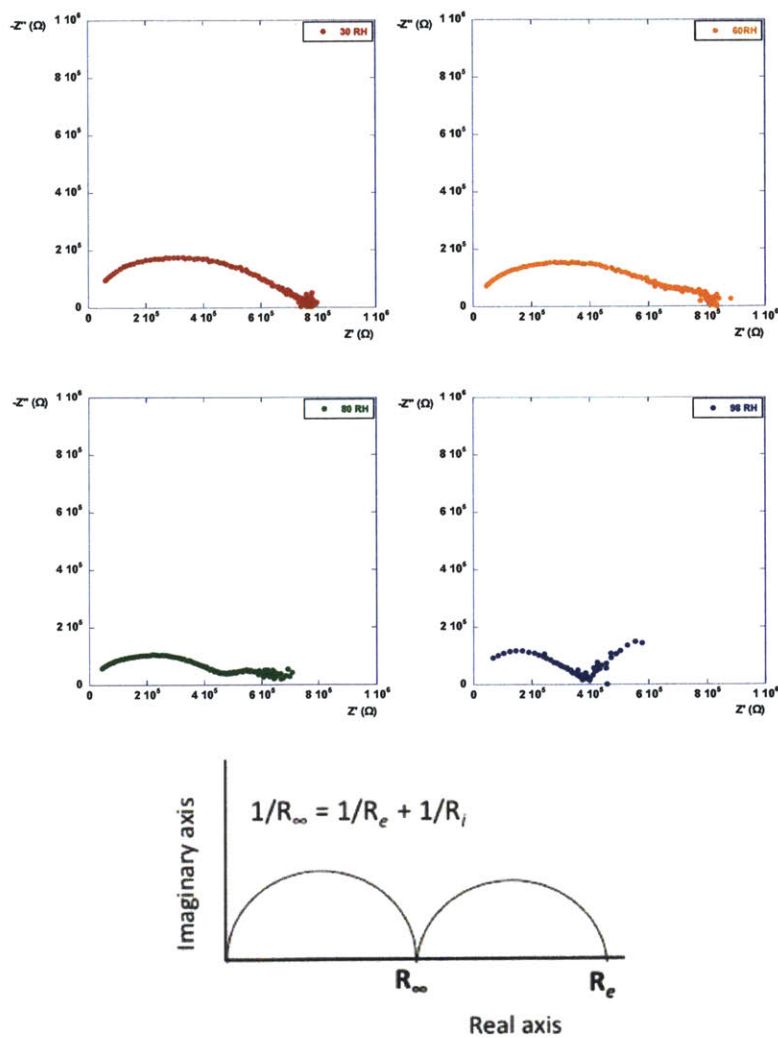 -Z" (Ω)
1 10⁶
8 10⁵
6 10⁵
4 10⁵
2 10⁵
0
30 RH
0 2 10⁵ 4 10⁵ 6 10⁵ 8 10⁵ 1 10⁶
Z' (Ω)
-Z" (Ω)
1 10⁶
8 10⁵
6 10⁵
4 10⁵
2 10⁵
0
60RH
0 2 10⁵ 4 10⁵ 6 10⁵ 8 10⁵ 1 10⁶
Z' (Ω)
-Z" (Ω)
1 10⁶
8 10⁵
6 10⁵
4 10⁵
2 10⁵
0
80 RH
0 2 10⁵ 4 10⁵ 6 10⁵ 8 10⁵ 1 10⁶
Z' (Ω)
-Z" (Ω)
1 10⁶
8 10⁵
6 10⁵
4 10⁵
2 10⁵
0
98 RH
0 2 10⁵ 4 10⁵ 6 10⁵ 8 10⁵ 1 10⁶
Z' (Ω)
Imaginary axis
1/R∞ = 1/Rₑ + 1/Rᵢ
R∞ Rₑ
Real axis